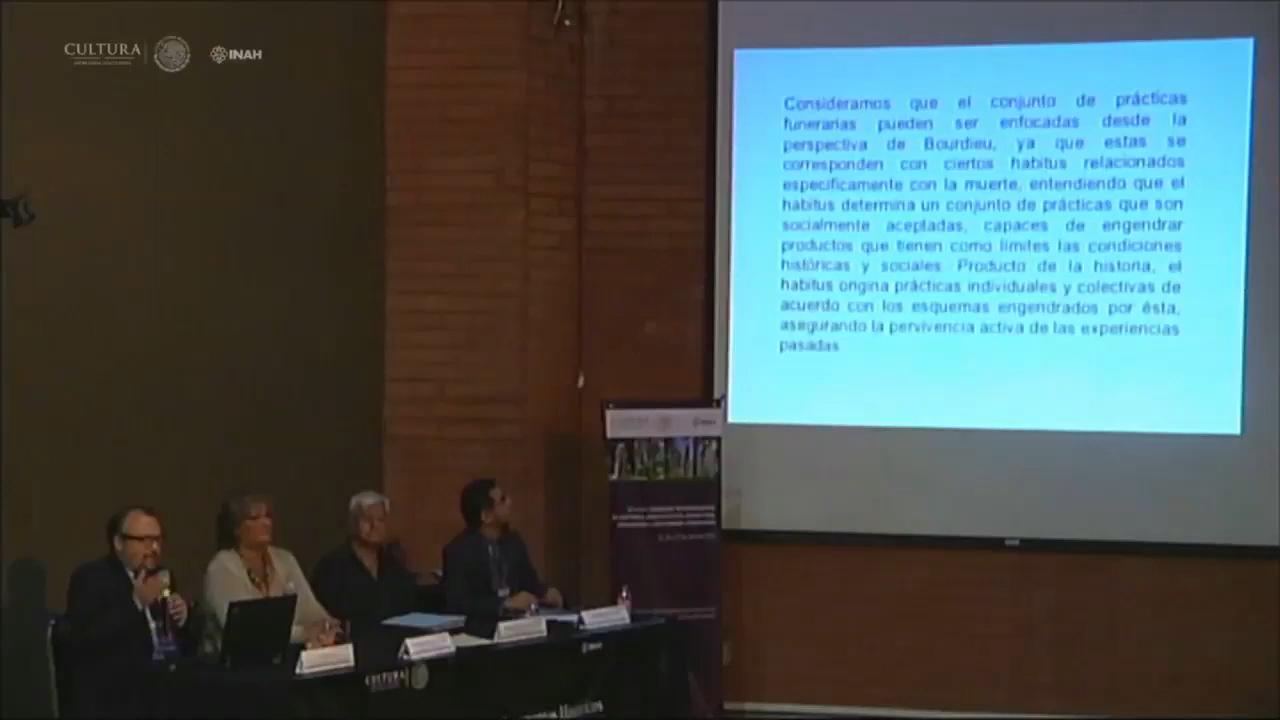 CULTURA
INAH
Consideramos que el conjunto de prácticas
funerarias pueden ser enfocadas desde la
perspectiva de Bourdieu, ya que estas se
corresponden con ciertos habitus relacionados
específicamente con la muerte, entendiendo que el
habitus determina un conjunto de prácticas que son
socialmente aceptadas, capaces de engendrar
productos que tienen como límites las condiciones
históricas y sociales. Producto de la historia, el
habitus origina prácticas individuales y colectivas de
acuerdo con los esquemas engendrados por ésta,
asegurando la pervivencia activa de las experiencias
pasadas
CULTURA